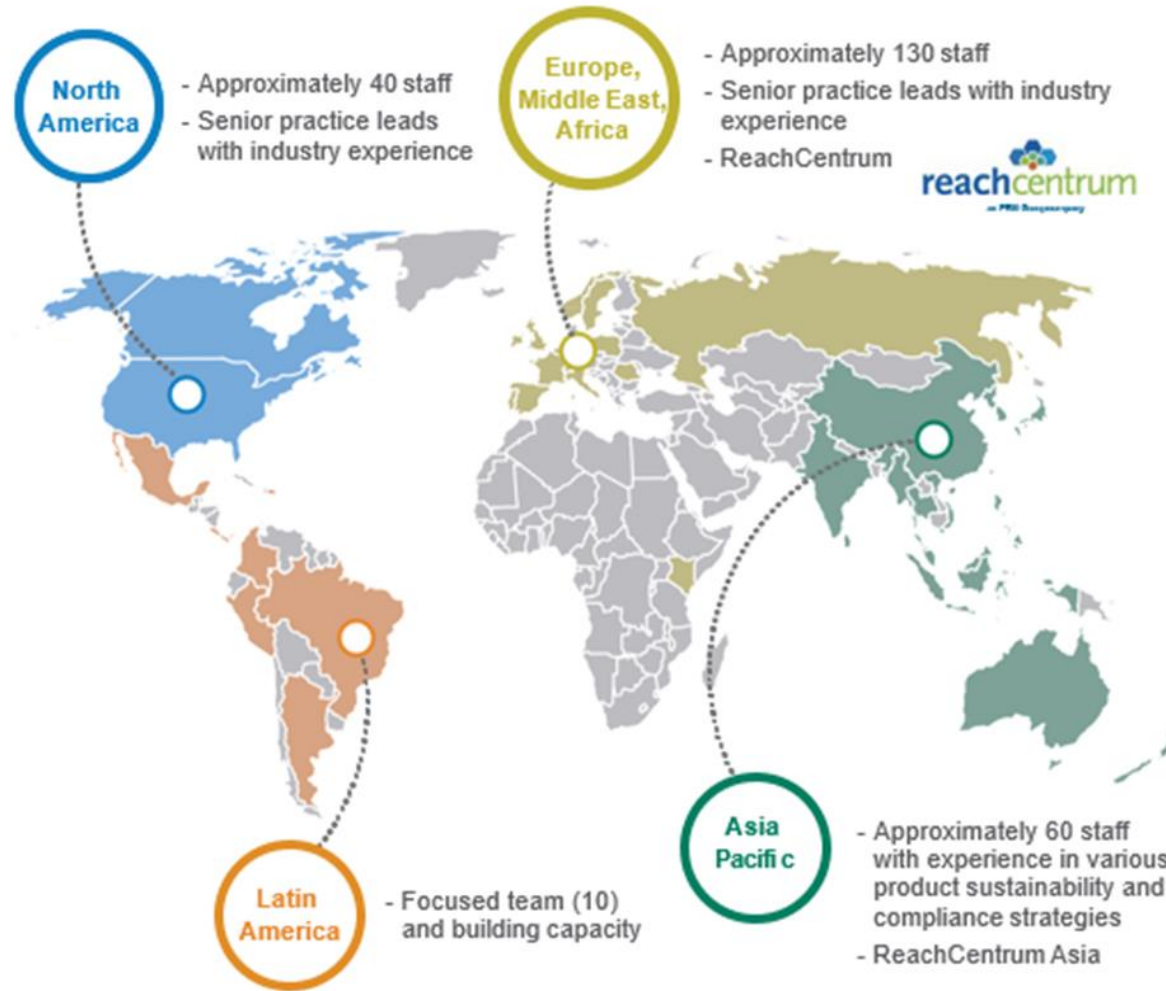 North
America
- Approximately 40 staff
- Senior practice leads
with industry experience
Europe,
Middle East,
Africa
- Approximately 130 staff
- Senior practice leads with industry
experience
- ReachCentrum
reachcentrum
Latin
America
- Focused team (10)
and building capacity
Asia
Pacific
- Approximately 60 staff
with experience in various
product sustainability and
compliance strategies
- ReachCentrum Asia